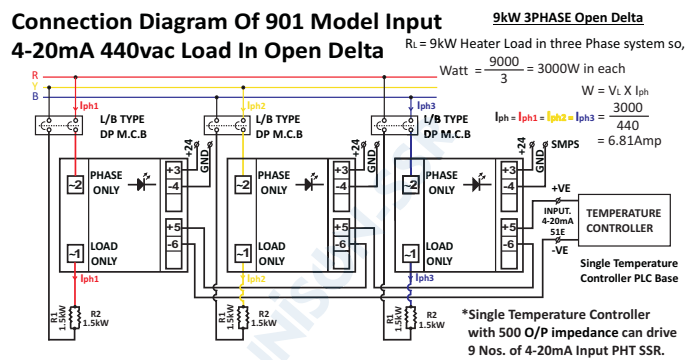 Connection Diagram Of 901 Model Input
4-20mA 440vac Load In Open Delta
9kW 3PHASE Open Delta
RL = 9kW Heater Load in three Phase system so,
Watt = 9000 = 3000W in each
3
W = VL X Iph
Iph = Iph1 = Iph2 = Iph3 = 3000
440
= 6.81Amp
R
Y
B
Iph1
L/B TYPE
DP M.C.B
Iph2
L/B TYPE
DP M.C.B
Iph3
L/B TYPE
DP M.C.B
+24
GND
+24
GND
+24
GND
SMPS
~2
PHASE
ONLY
+3
-4
~2
PHASE
ONLY
+3
-4
~2
PHASE
ONLY
+3
-4
+5
-6
+5
-6
+5
-6
~1
LOAD
ONLY
~1
LOAD
ONLY
~1
LOAD
ONLY
+VE
INPUT.
4-20mA
51E
-VE
TEMPERATURE
CONTROLLER
Single Temperature
Controller PLC Base
Iph1
Iph2
Iph3
R1
1.5kW
R2
1.5kW
R1
1.5kW
R2
1.5kW
R1
1.5kW
R2
1.5kW
*Single Temperature Controller
with 500 O/P impedance can drive
9 Nos. of 4-20mA Input PHT SSR.